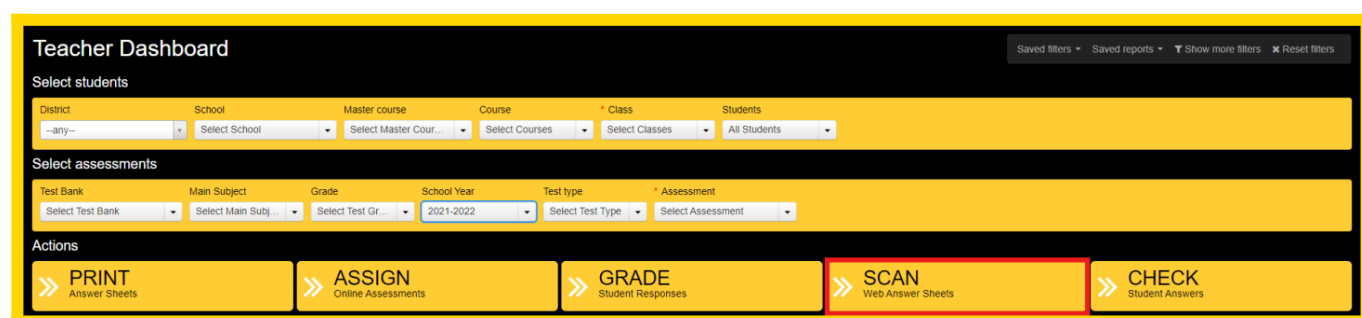 Teacher Dashboard
Saved filters Saved reports Show more filters Reset filters
Select students
District School Master course Course * Class Students
--any-- Select School Select Master Cour... Select Courses Select Classes All Students
Select assessments
Test Bank Main Subject Grade School Year Test type * Assessment
Select Test Bank Select Main Subj... Select Test Gr... 2021-2022 Select Test Type Select Assessment
Actions
PRINT ASSIGN GRADE SCAN CHECK
Answer Sheets Online Assessments Student Responses Web Answer Sheets Student Answers